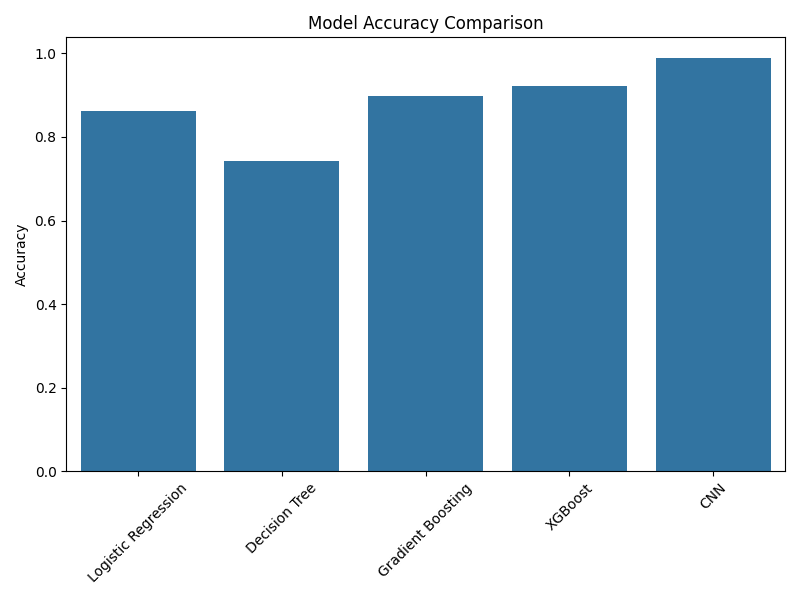 Model Accuracy Comparison
1.0
0.8
0.6
0.4
0.2
0.0
Accuracy
Logistic Regression
Decision Tree
Gradient Boosting
XGBoost
CNN